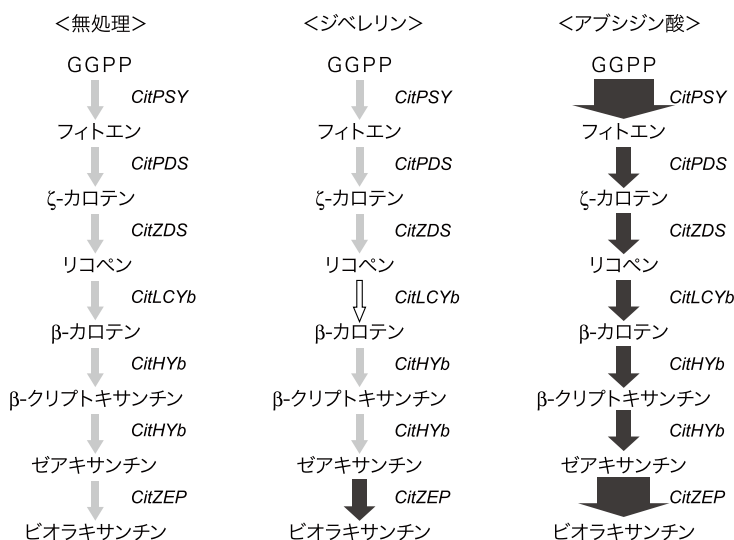 ＜無処理＞
GGPP
CitPSY
フィトエン
CitPDS
ζ-カロテン
CitZDS
リコペン
CitLCYb
β-カロテン
CitHYb
β-クリプトキサンチン
CitHYb
ゼアキサンチン
CitZEP
ビオラキサンチン
＜ジベレリン＞
GGPP
CitPSY
フィトエン
CitPDS
ζ-カロテン
CitZDS
リコペン
CitLCYb
β-カロテン
CitHYb
β-クリプトキサンチン
CitHYb
ゼアキサンチン
CitZEP
ビオラキサンチン
＜アブシジン酸＞
GGPP
CitPSY
フィトエン
CitPDS
ζ-カロテン
CitZDS
リコペン
CitLCYb
β-カロテン
CitHYb
β-クリプトキサンチン
CitHYb
ゼアキサンチン
CitZEP
ビオラキサンチン